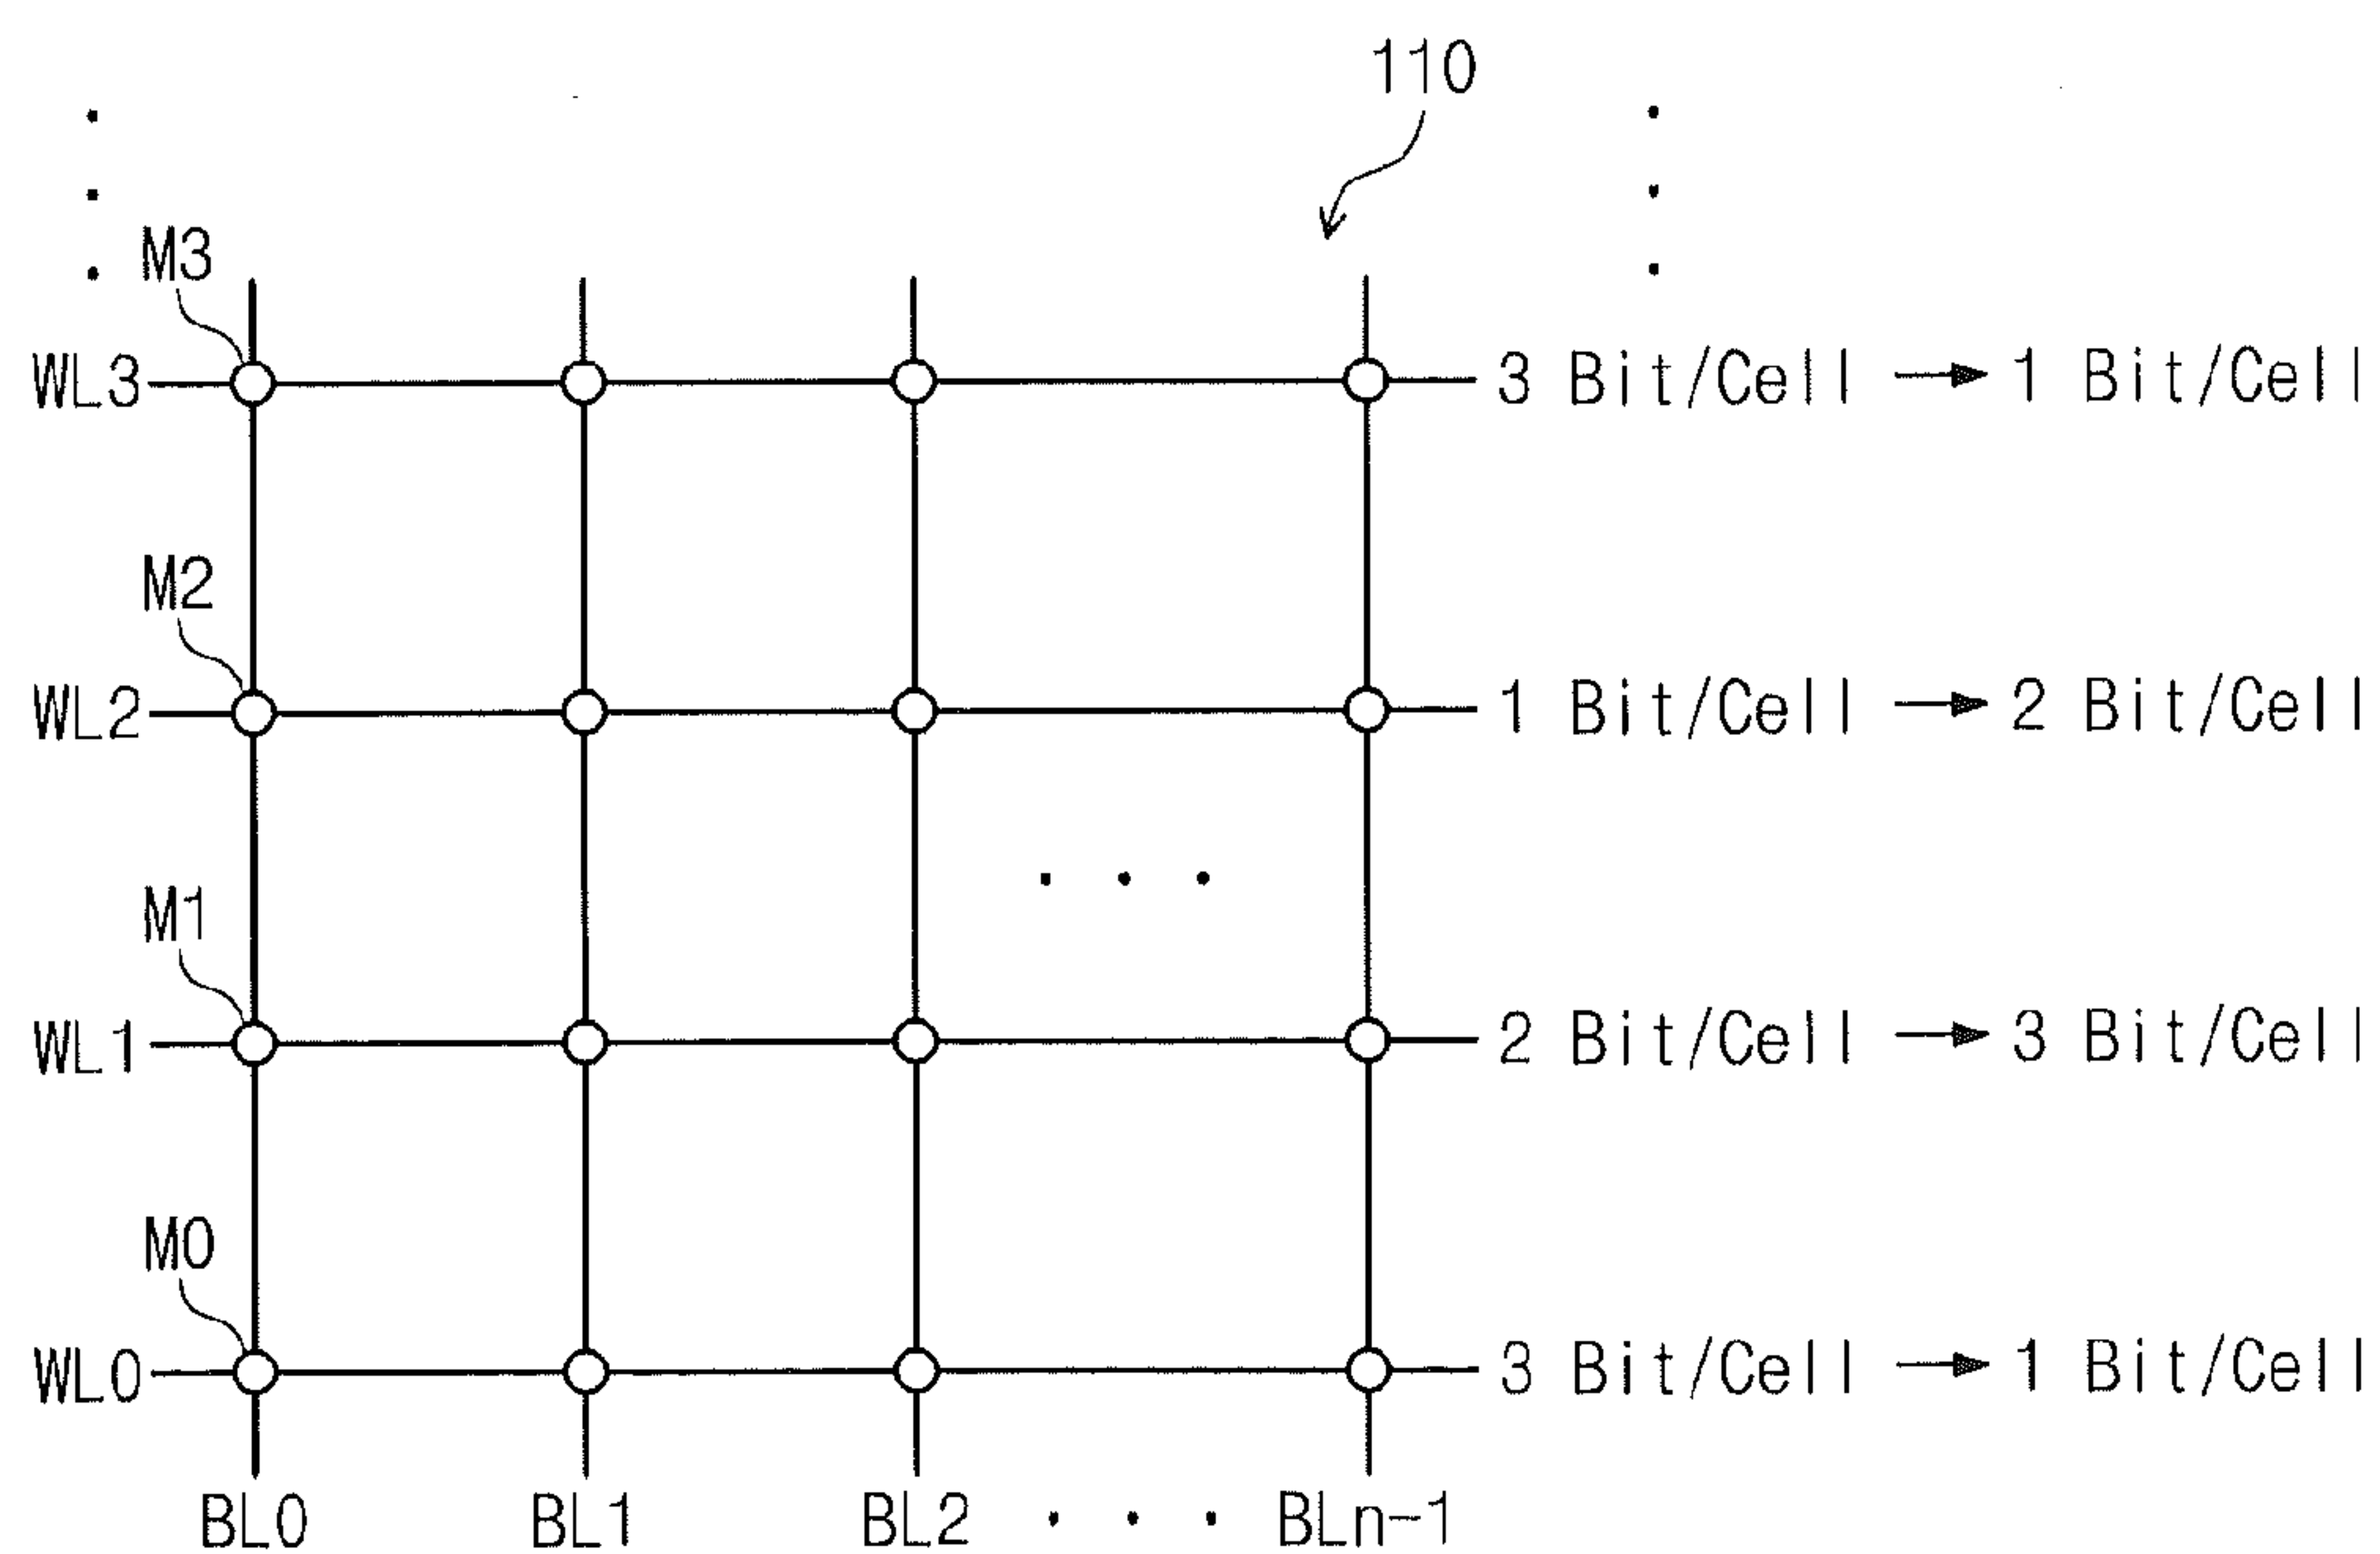 110
M3
WL3 3 Bit/Cell → 1 Bit/Cell
M2
WL2 1 Bit/Cell → 2 Bit/Cell
M1
WL1 2 Bit/Cell → 3 Bit/Cell
M0
WL0 3 Bit/Cell → 1 Bit/Cell
BL0 BL1 BL2 . . . BLn-1